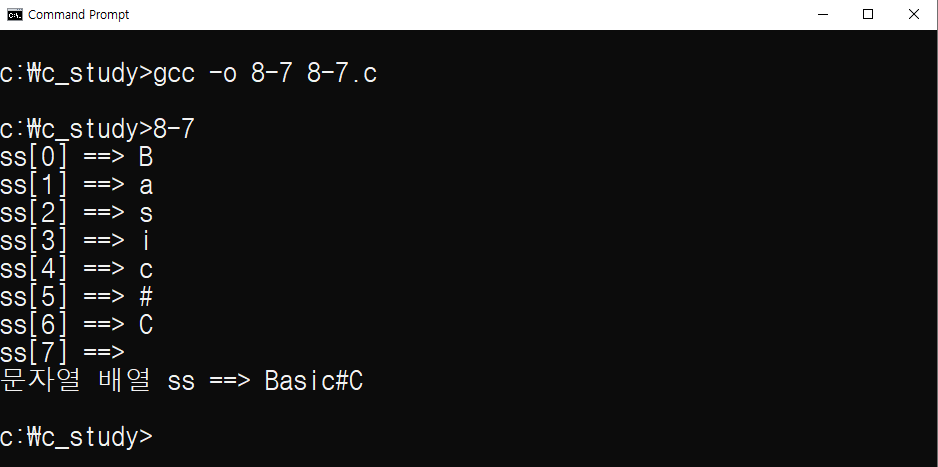 Command Prompt
c:₩c_study>gcc -o 8-7 8-7.c
c:₩c_study>8-7
ss[0] ==> B
ss[1] ==> a
ss[2] ==> s
ss[3] ==> i
ss[4] ==> c
ss[5] ==> #
ss[6] ==> C
ss[7] ==>
문자열 배열 ss ==> Basic#C
c:₩c_study>